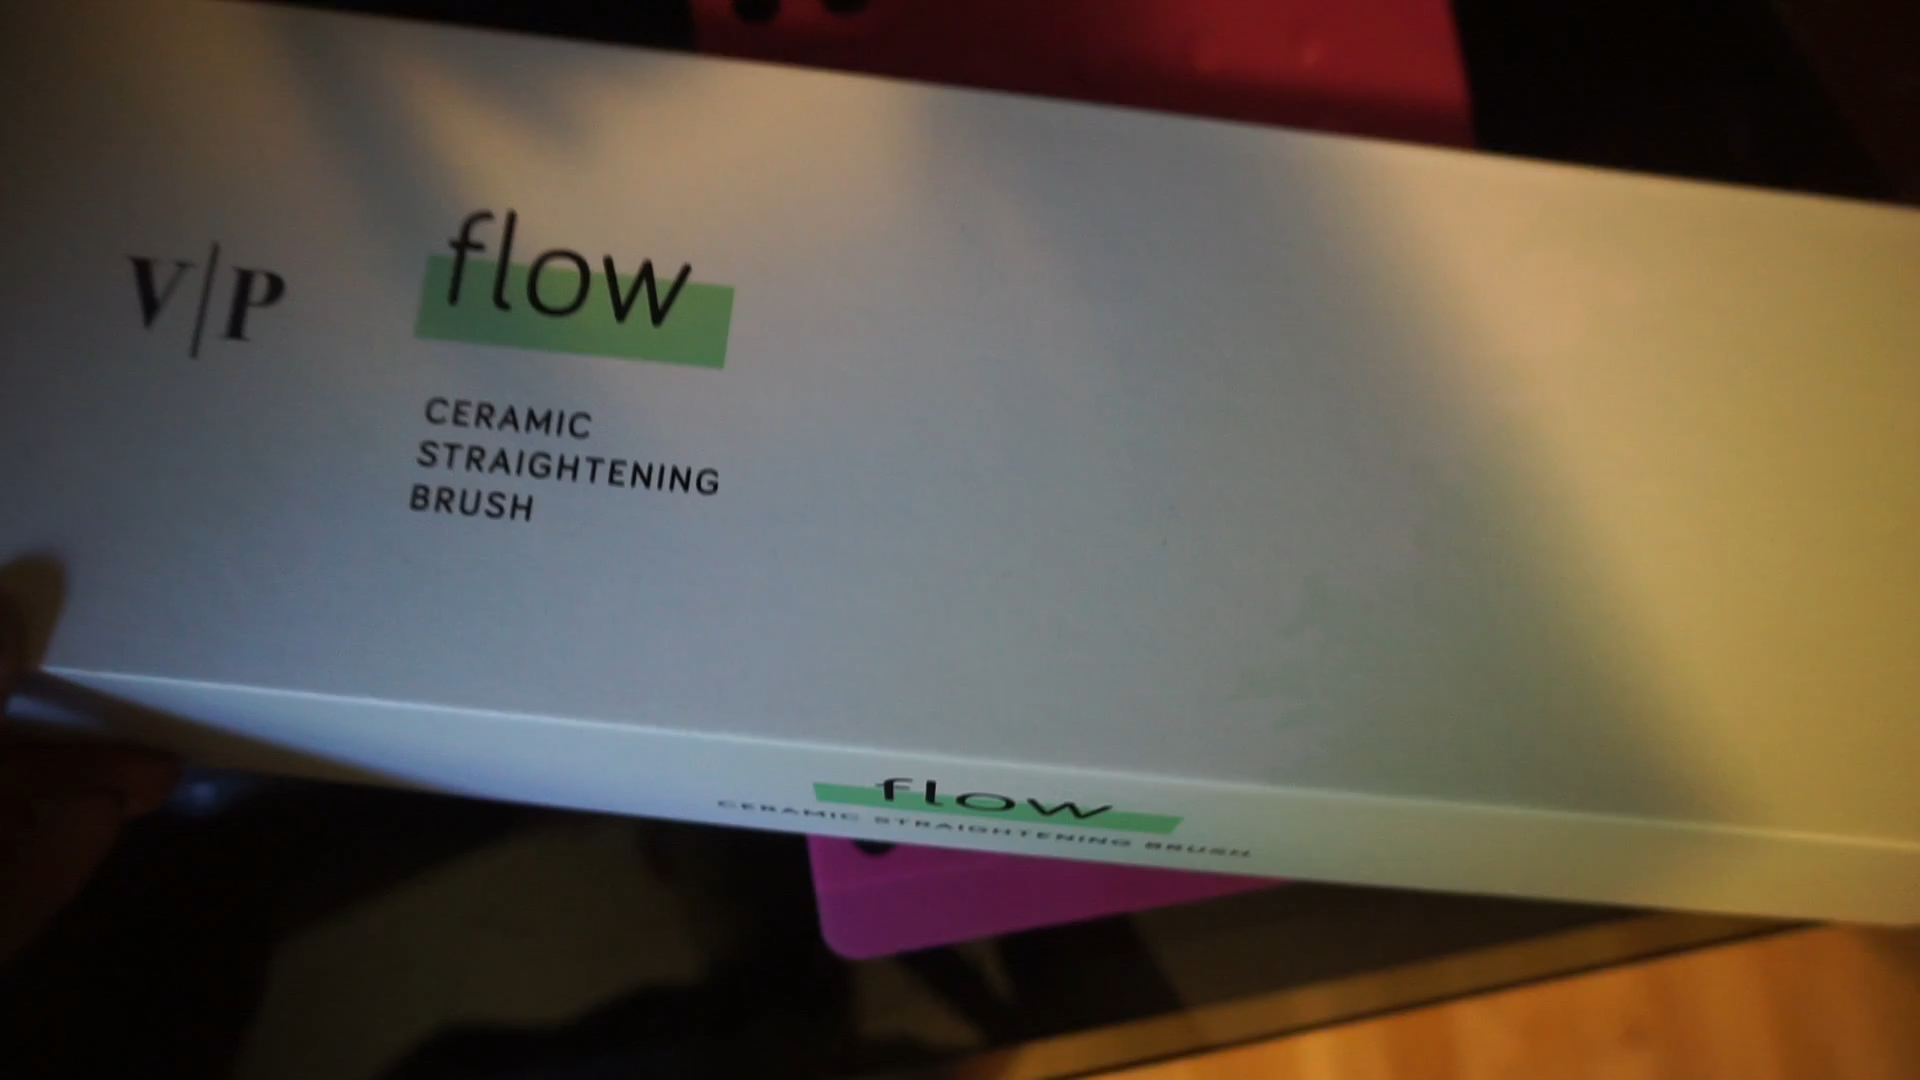 V|P
flow
CERAMIC
STRAIGHTENING
BRUSH
flow
CERAMIC STRAIGHTENING BRUSH